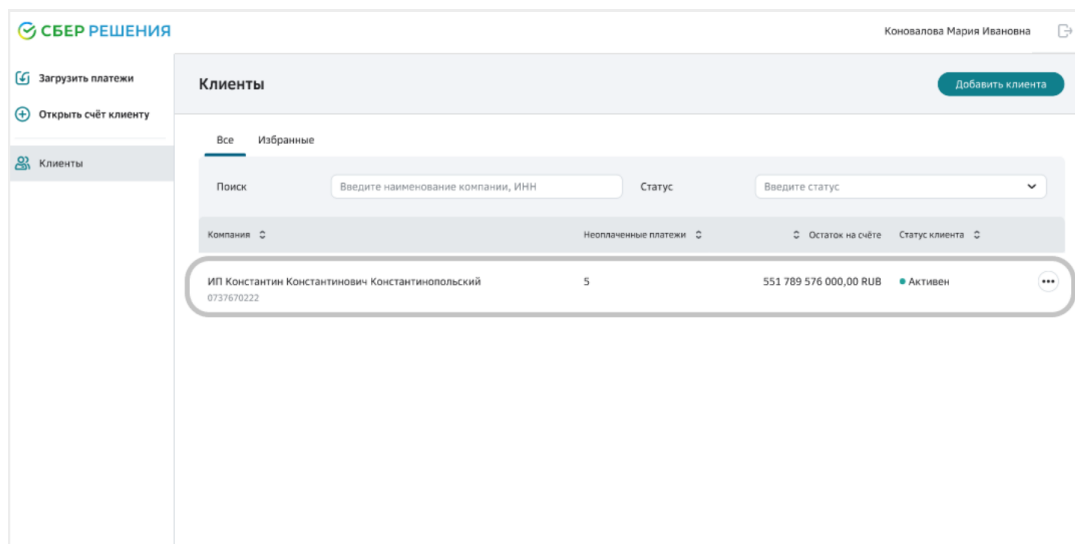 СБЕР РЕШЕНИЯ
Коновалова Мария Ивановна
Загрузить платежи
Открыть счёт клиенту
Клиенты
Клиенты
Добавить клиента
Все Избранные
Поиск Введите наименование компании, ИНН Статус Введите статус
Компания Неоплаченные платежи Остаток на счёте Статус клиента
ИП Константин Константинович Константинопольский 5 551 789 576 000,00 RUB Активен
0737670222